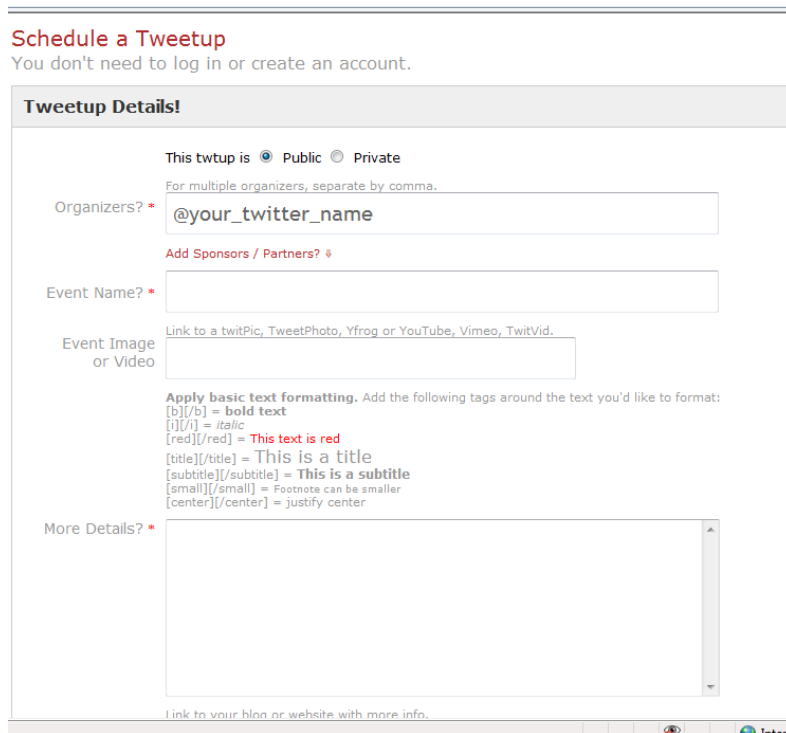 Schedule a Tweetup
You don't need to log in or create an account.
Tweetup Details!
This twtup is Public Private
For multiple organizers, separate by comma.
Organizers? *
@your_twitter_name
Add Sponsors / Partners?
Event Name? *
Link to a twitPic, TweetPhoto, Yfrog or YouTube, Vimeo, TwitVid.
Event Image
or Video
Apply basic text formatting. Add the following tags around the text you'd like to format:
[b][/b] = bold text
[i][/i] = italic
[red][/red] = This text is red
[title][/title] = This is a title
[subtitle][/subtitle] = This is a subtitle
[small][/small] = Footnote can be smaller
[center][/center] = justify center
More Details? *
Link to your blog or website with more info.